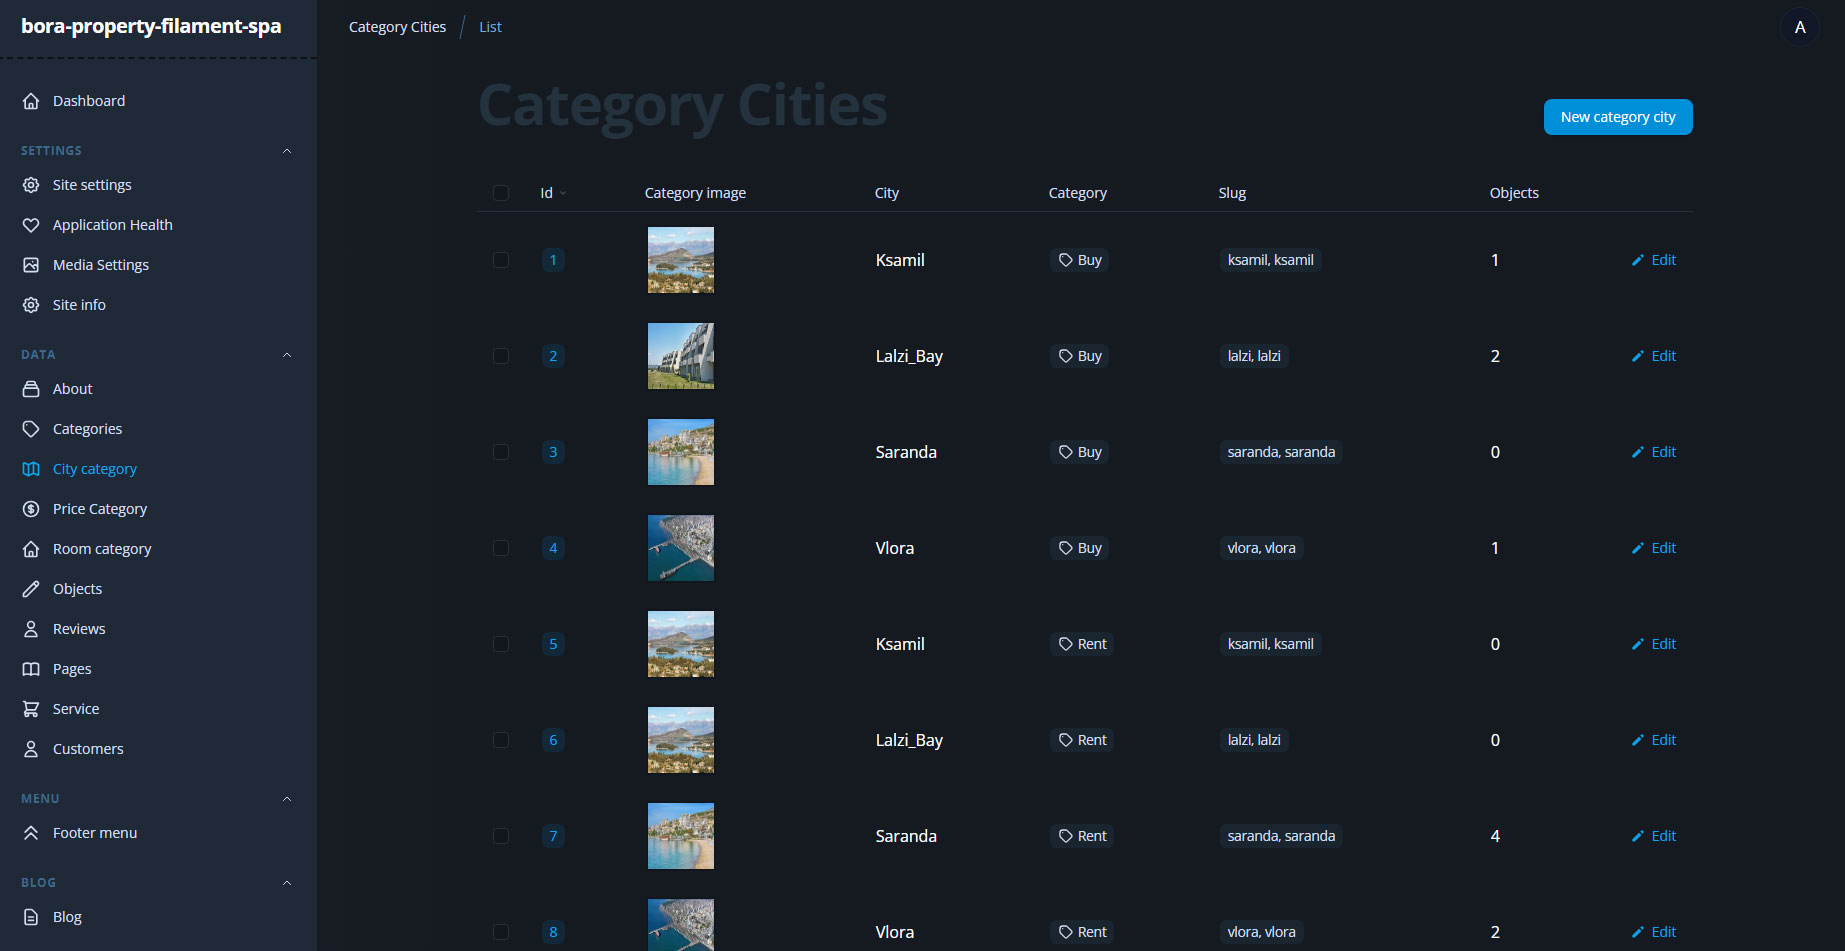 bora-property-filament-spa
Category Cities / List
A
Dashboard
SETTINGS
Site settings
Application Health
Media Settings
Site info
DATA
About
Categories
City category
Price Category
Room category
Objects
Reviews
Pages
Service
Customers
MENU
Footer menu
BLOG
Blog
Category Cities
New category city
Id Category image City Category Slug Objects
1 Ksamil Buy ksamil, ksamil 1 Edit
2 Lalzi_Bay Buy lalzi, lalzi 2 Edit
3 Saranda Buy saranda, saranda 0 Edit
4 Vlora Buy vlora, vlora 1 Edit
5 Ksamil Rent ksamil, ksamil 0 Edit
6 Lalzi_Bay Rent lalzi, lalzi 0 Edit
7 Saranda Rent saranda, saranda 4 Edit
8 Vlora Rent vlora, vlora 2 Edit